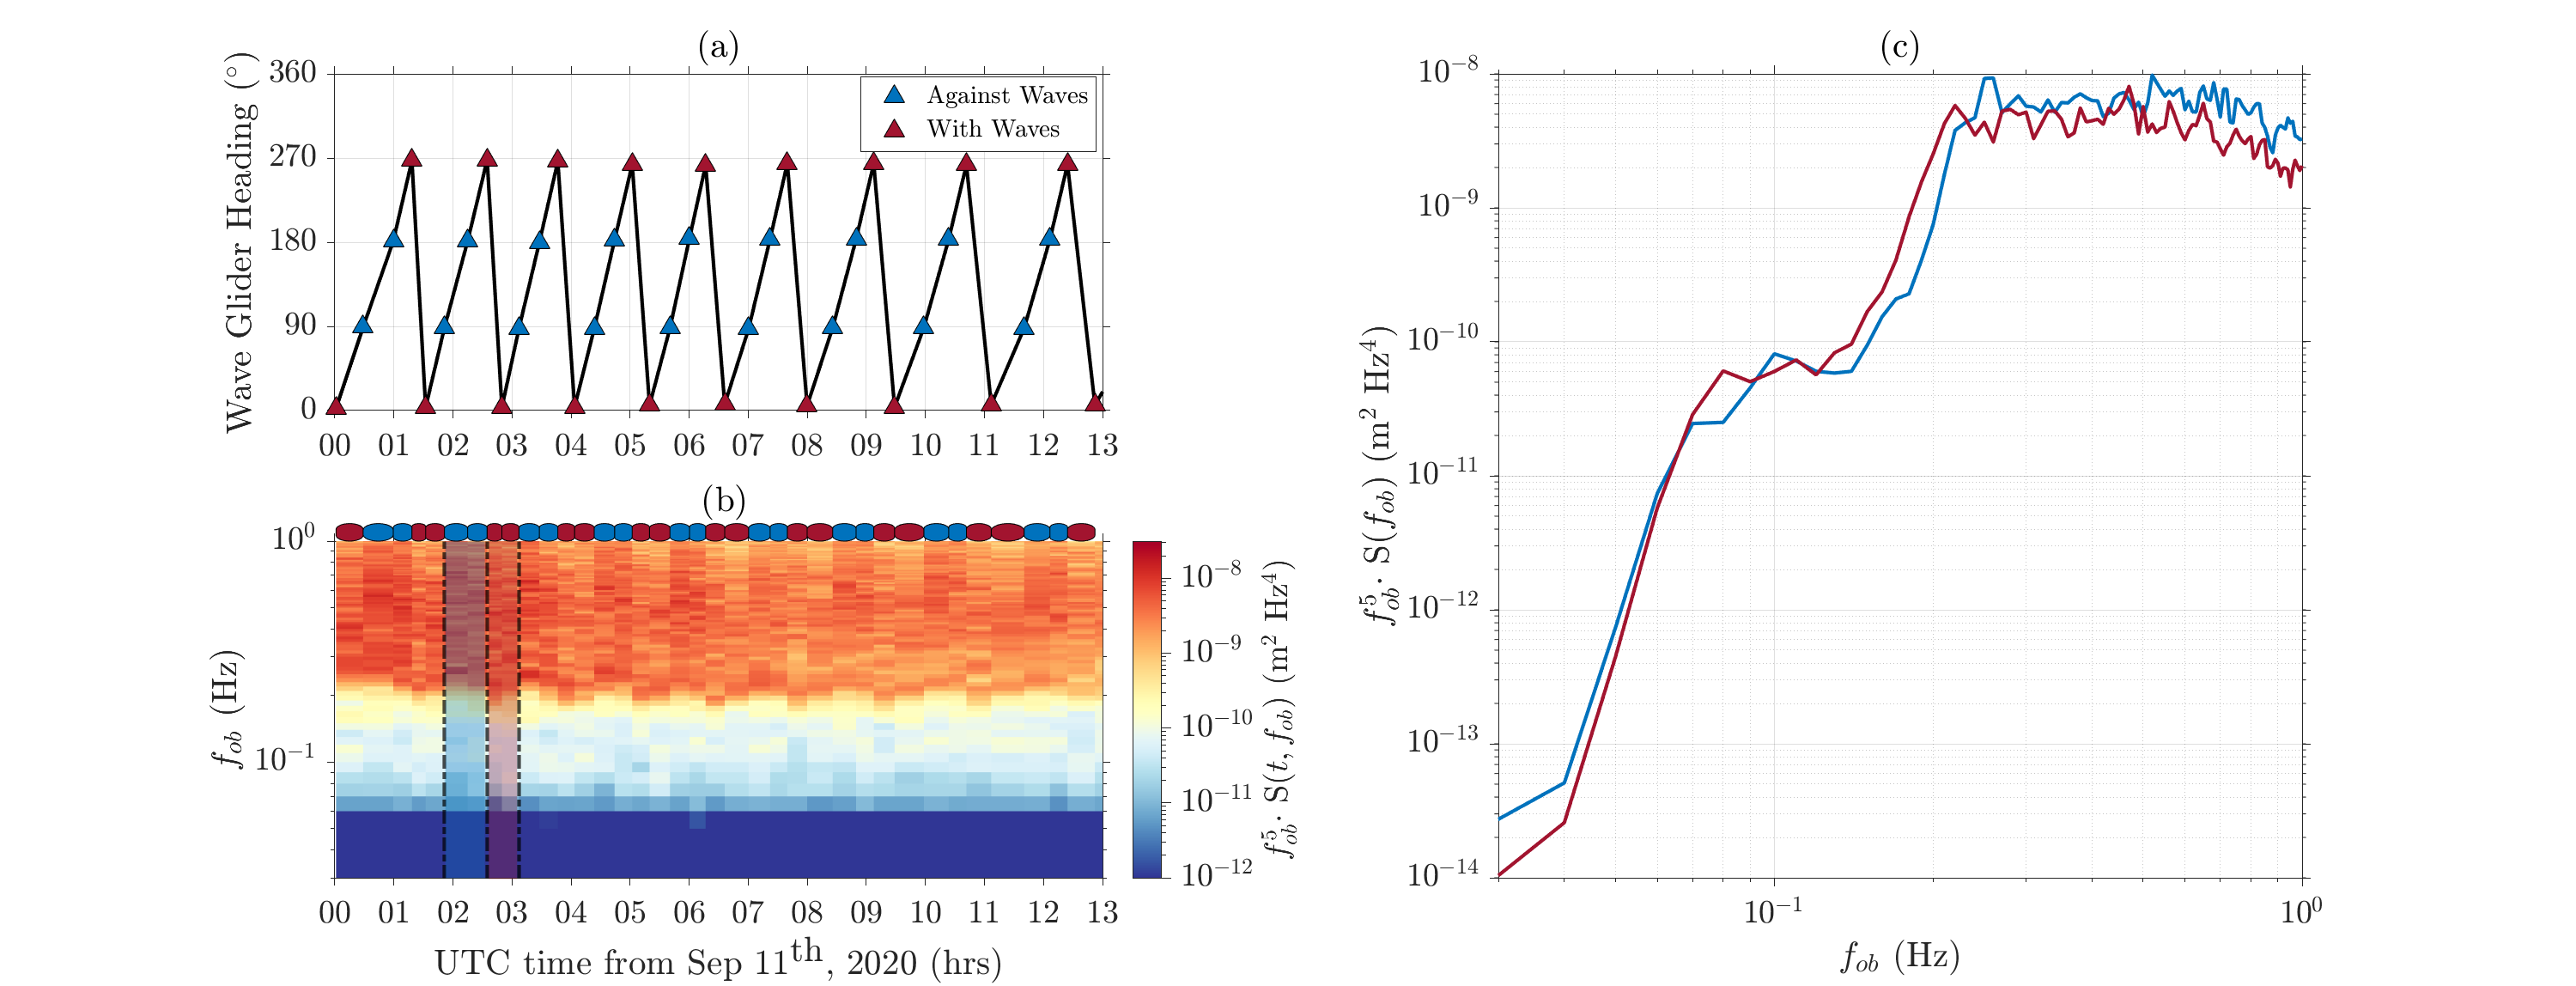 (a)
Wave Glider Heading (°)
360
270
180
90
0
Against Waves
With Waves
00 01 02 03 04 05 06 07 08 09 10 11 12 13
(b)
f_ob (Hz)
10^0
10^-1
00 01 02 03 04 05 06 07 08 09 10 11 12 13
UTC time from Sep 11th, 2020 (hrs)
10^-8
10^-9
10^-10
10^-11
10^-12
f_ob^5 · S(t, f_ob) (m^2 Hz^4)
(c)
f_ob^5 · S(f_ob) (m^2 Hz^4)
10^-8
10^-9
10^-10
10^-11
10^-12
10^-13
10^-14
10^-1 10^0
f_ob (Hz)